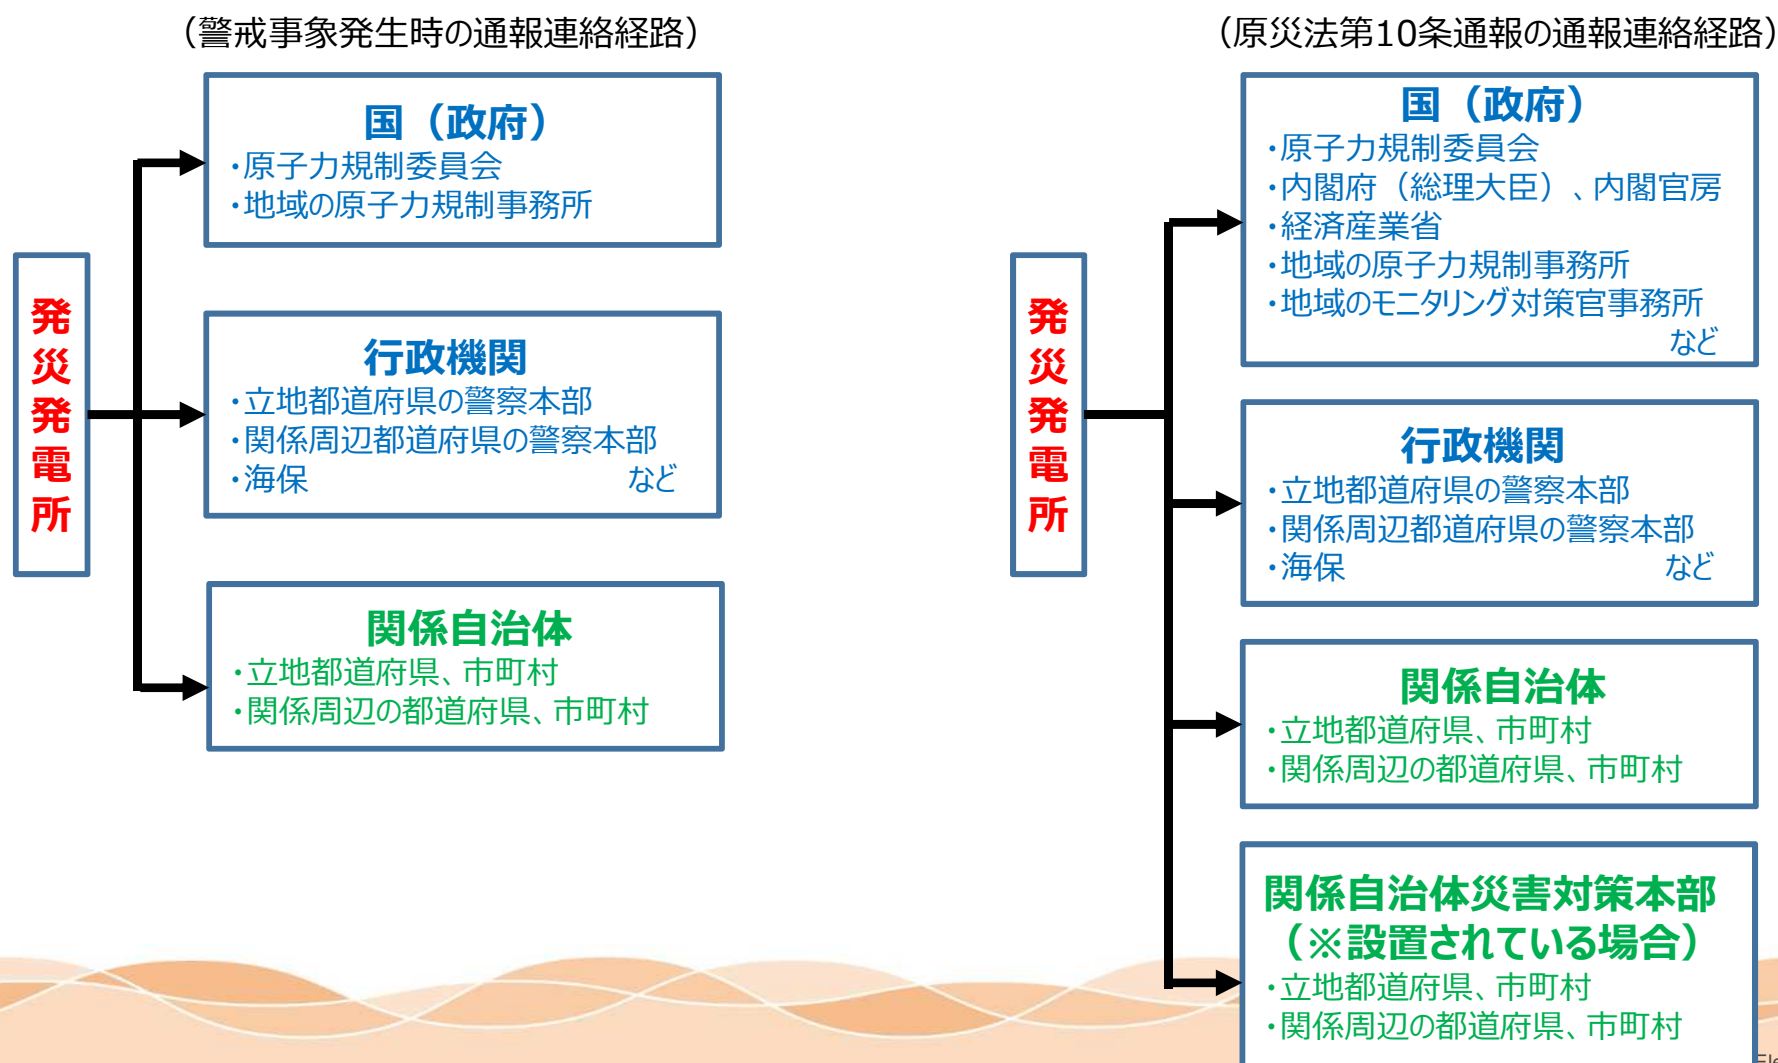 （警戒事象発生時の通報連絡経路）
発災発電所
国（政府）
・原子力規制委員会
・地域の原子力規制事務所
行政機関
・立地都道府県の警察本部
・関係周辺都道府県の警察本部
・海保 など
関係自治体
・立地都道府県、市町村
・関係周辺の都道府県、市町村
（原災法第10条通報の通報連絡経路）
発災発電所
国（政府）
・原子力規制委員会
・内閣府（総理大臣）、内閣官房
・経済産業省
・地域の原子力規制事務所
・地域のモニタリング対策官事務所
など
行政機関
・立地都道府県の警察本部
・関係周辺都道府県の警察本部
・海保 など
関係自治体
・立地都道府県、市町村
・関係周辺の都道府県、市町村
関係自治体災害対策本部
（※設置されている場合）
・立地都道府県、市町村
・関係周辺の都道府県、市町村